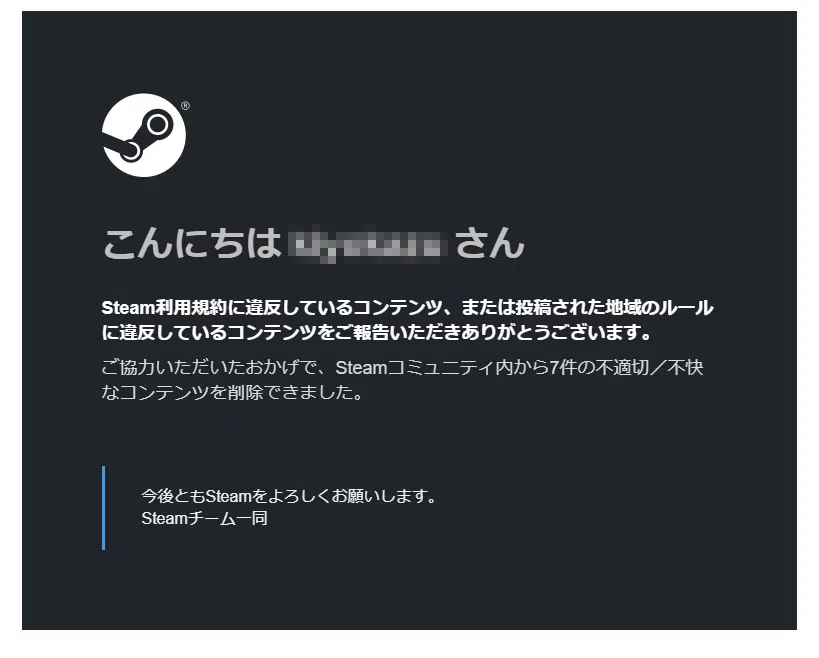 ®
こんにちは さん
Steam利用規約に違反しているコンテンツ、または投稿された地域のルール
に違反しているコンテンツをご報告いただきありがとうございます。
ご協力いただいたおかげで、Steamコミュニティ内から7件の不適切／不快
なコンテンツを削除できました。
今後ともSteamをよろしくお願いします。
Steamチーム一同